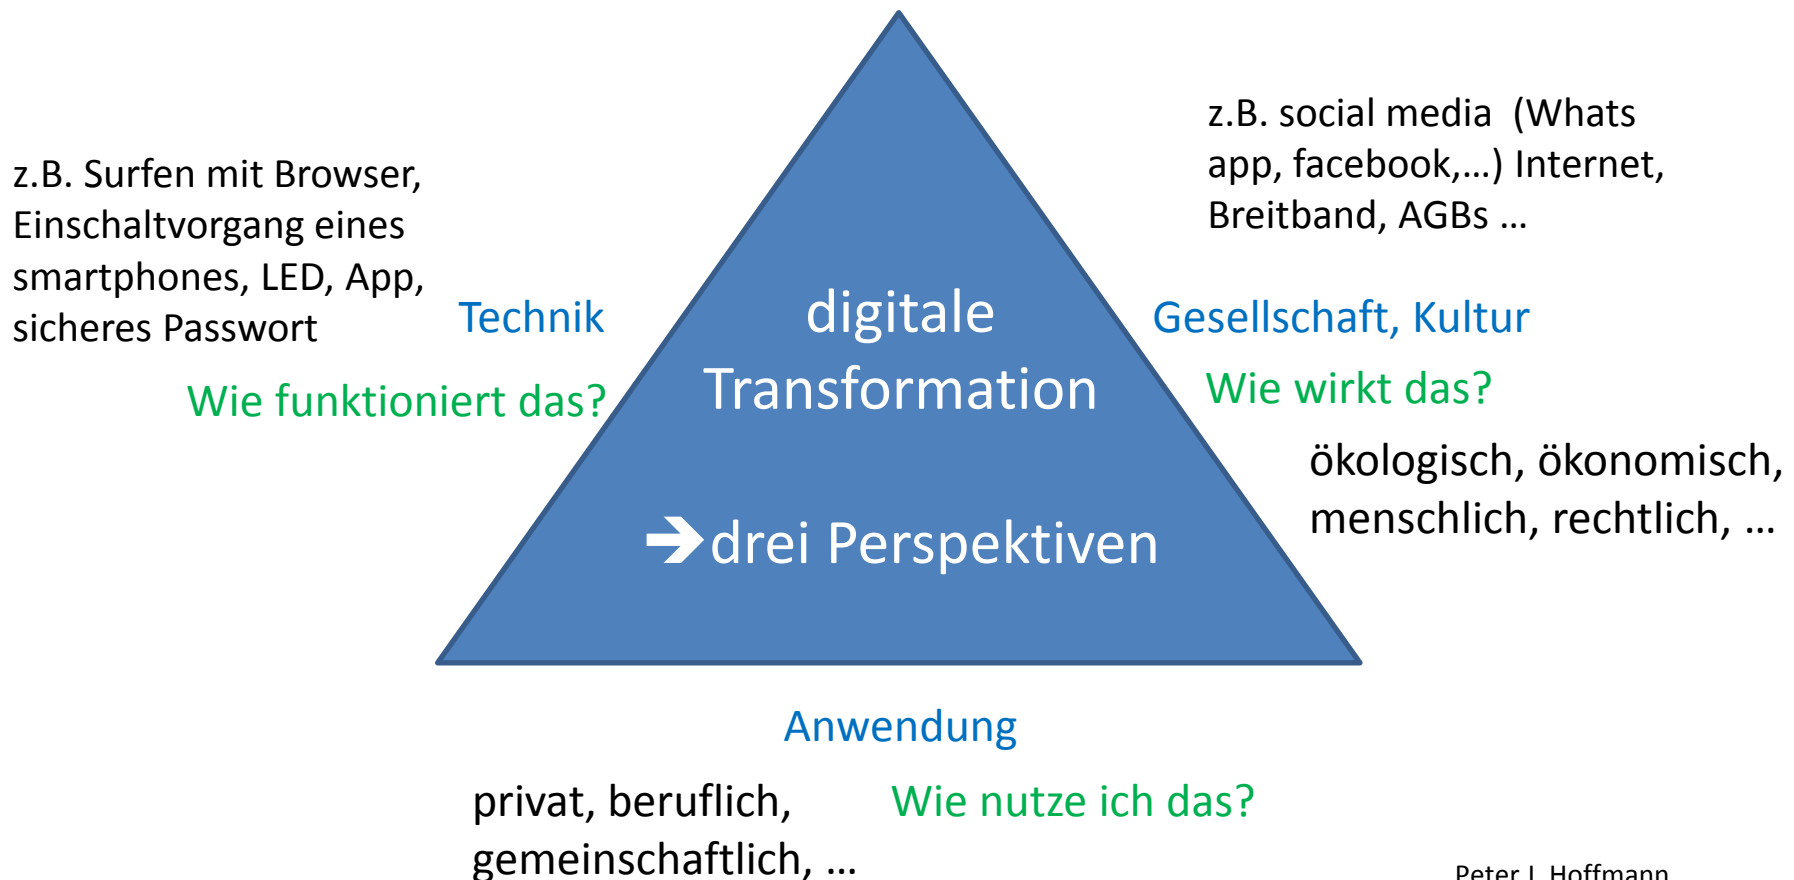 z.B. Surfen mit Browser,
Einschaltvorgang eines
smartphones, LED, App,
sicheres Passwort
Technik
Wie funktioniert das?
digitale
Transformation
➔drei Perspektiven
z.B. social media  (Whats
app, facebook,…) Internet,
Breitband, AGBs …
Gesellschaft, Kultur
Wie wirkt das?
ökologisch, ökonomisch,
menschlich, rechtlich, …
Anwendung
privat, beruflich,
gemeinschaftlich, …
Wie nutze ich das?
Peter J. Hoffmann